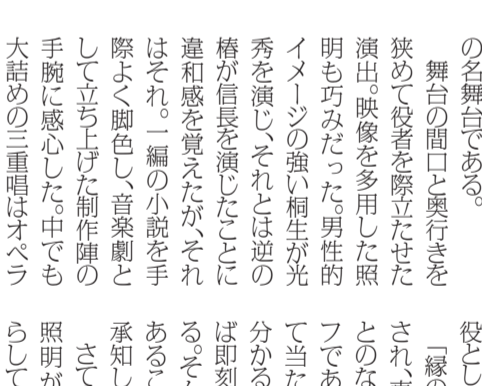 の名舞台である。
舞台の間口と奥行きを
狭めて役者を際立たせた
演出。映像を多用した照
明も巧みだった。男性的
イメージの強い桐生が光
秀を演じ、それとは逆の
椿が信長を演じたことに
違和感を覚えたが、それ
はそれ。一編の小説を手
際よく脚色し、音楽劇と
して立ち上げた制作陣の
手腕に感心した。中でも
大詰めの三重唱はオペラ
役とし
「縁の
され、
とのな
フであ
て当た
分かる
ば即刻
る。そん
あるこ
承知し
さて
照明が
らして